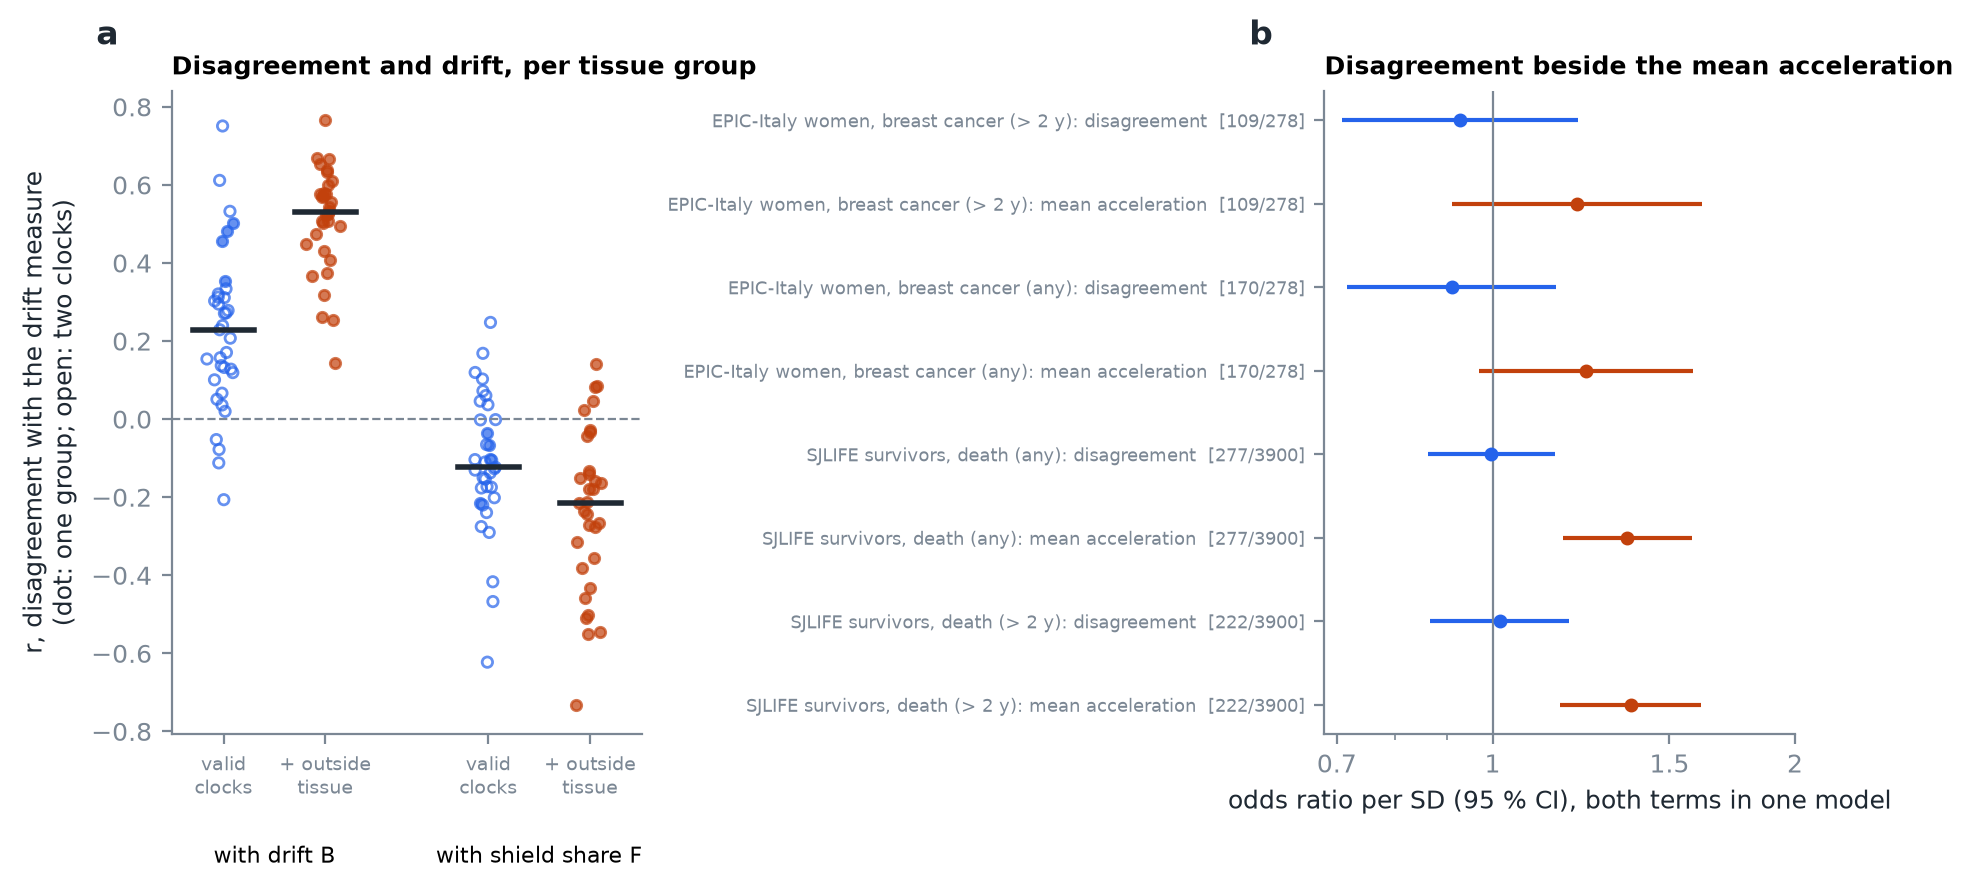 a
Disagreement and drift, per tissue group
r, disagreement with the drift measure
(dot: one group; open: two clocks)
0.8
0.6
0.4
0.2
0.0
−0.2
−0.4
−0.6
−0.8
valid
clocks
+ outside
tissue
valid
clocks
+ outside
tissue
with drift B
with shield share F
b
Disagreement beside the mean acceleration
EPIC-Italy women, breast cancer (> 2 y): disagreement [109/278]
EPIC-Italy women, breast cancer (> 2 y): mean acceleration [109/278]
EPIC-Italy women, breast cancer (any): disagreement [170/278]
EPIC-Italy women, breast cancer (any): mean acceleration [170/278]
SJLIFE survivors, death (any): disagreement [277/3900]
SJLIFE survivors, death (any): mean acceleration [277/3900]
SJLIFE survivors, death (> 2 y): disagreement [222/3900]
SJLIFE survivors, death (> 2 y): mean acceleration [222/3900]
0.7
1
1.5
2
odds ratio per SD (95 % CI), both terms in one model